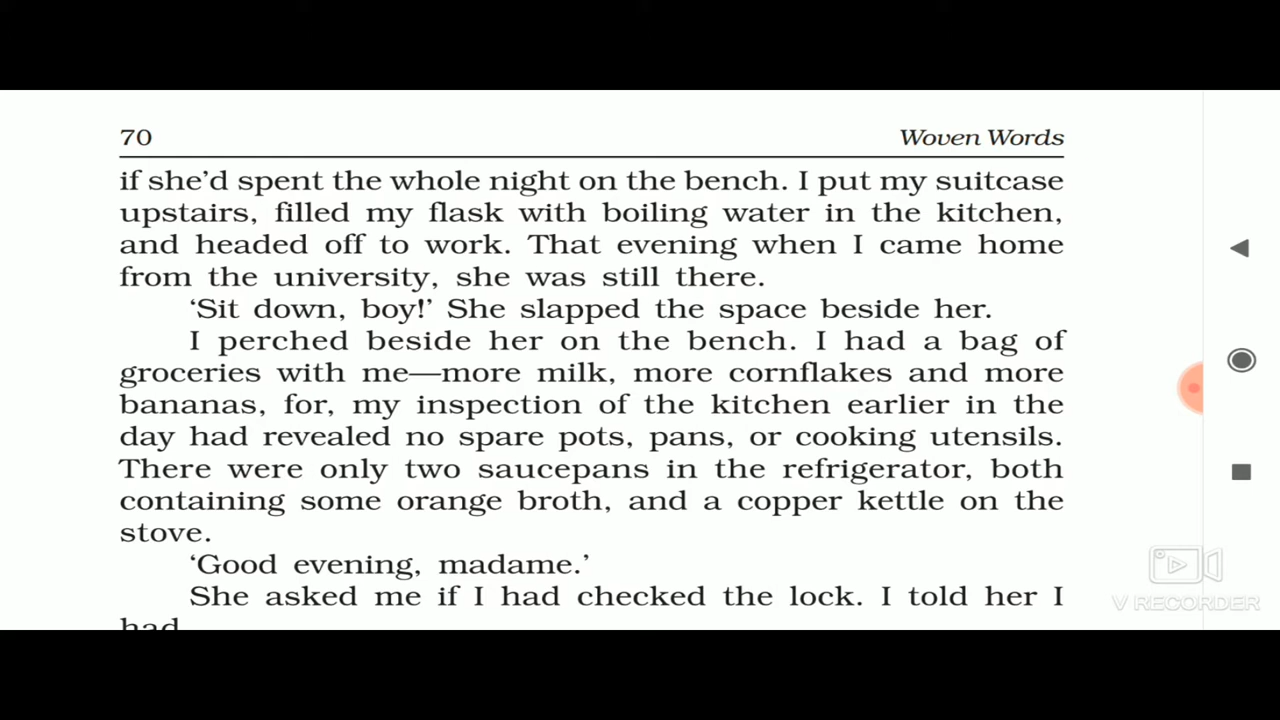 70 Woven Words
if she’d spent the whole night on the bench. I put my suitcase
upstairs, filled my flask with boiling water in the kitchen,
and headed off to work. That evening when I came home
from the university, she was still there.
‘Sit down, boy!’ She slapped the space beside her.
I perched beside her on the bench. I had a bag of
groceries with me—more milk, more cornflakes and more
bananas, for, my inspection of the kitchen earlier in the
day had revealed no spare pots, pans, or cooking utensils.
There were only two saucepans in the refrigerator, both
containing some orange broth, and a copper kettle on the
stove.
‘Good evening, madame.’
She asked me if I had checked the lock. I told her I
had
V RECORDER